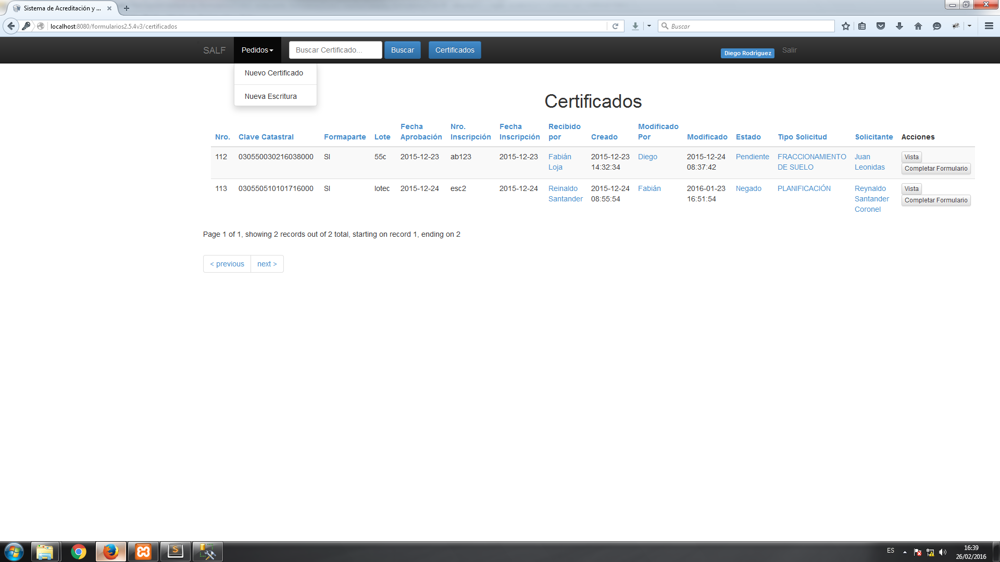 Sistema de Acreditación y ...
localhost:8080/formularios2.5.4v3/certificados
Buscar
SALF
Pedidos
Buscar Certificado...
Buscar
Certificados
Diego Rodríguez
Salir
Nuevo Certificado
Nueva Escritura
Certificados
Nro. Clave Catastral Formaparte Lote Fecha Aprobación Nro. Inscripción Fecha Inscripción Recibido por Creado Modificado Por Modificado Estado Tipo Solicitud Solicitante Acciones
112 030550030216038000 SI 55c 2015-12-23 ab123 2015-12-23 Fabián Loja 2015-12-23 14:32:34 Diego 2015-12-24 08:37:42 Pendiente FRACCIONAMIENTO DE SUELO Juan Leonidas Vista Completar Formulario
113 030550510101716000 SI lotec 2015-12-24 esc2 2015-12-24 Reinaldo Santander 2015-12-24 08:55:54 Fabián 2016-01-23 16:51:54 Negado PLANIFICACIÓN Reynaldo Santander Coronel Vista Completar Formulario
Page 1 of 1, showing 2 records out of 2 total, starting on record 1, ending on 2
< previous next >
ES
16:39
26/02/2016